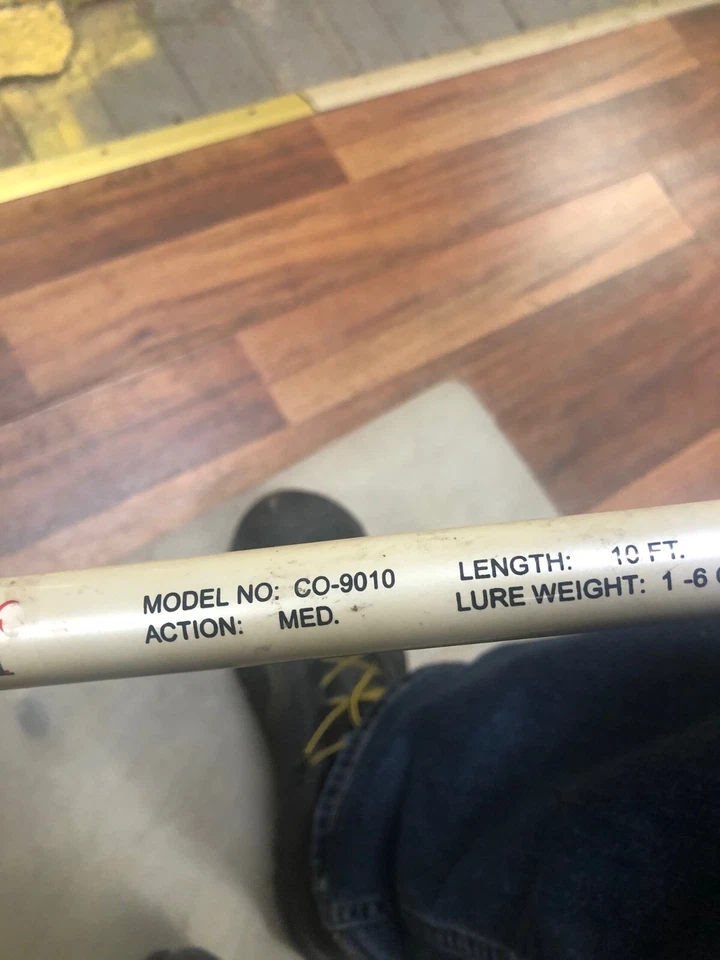 MODEL NO: CO-9010 LENGTH: 10 FT.
ACTION: MED. LURE WEIGHT: 1 -6